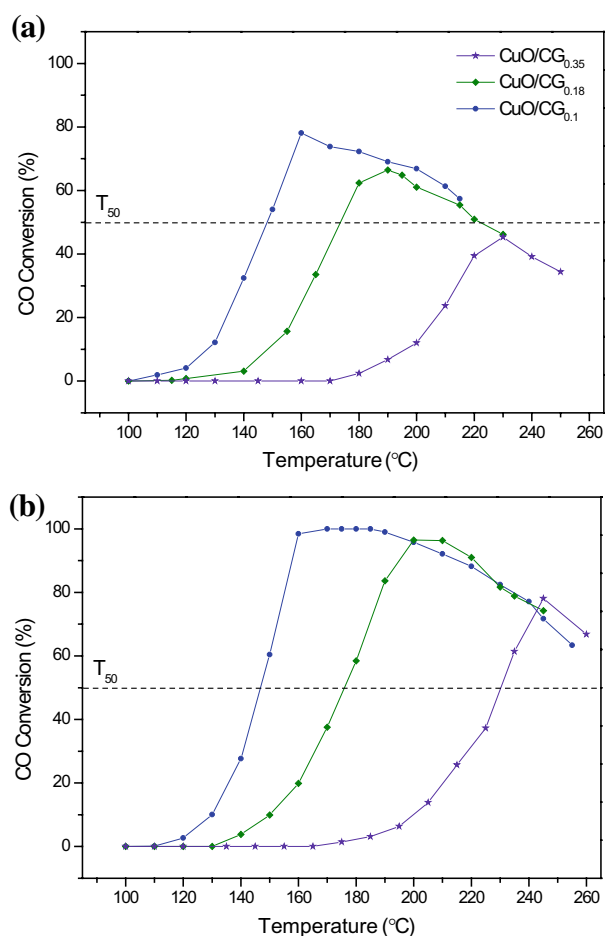 (a)
100
80
60
40
20
0
CO Conversion (%)
T50
CuO/CG0.35
CuO/CG0.18
CuO/CG0.1
100 120 140 160 180 200 220 240 260
Temperature (°C)
(b)
100
80
60
40
20
0
CO Conversion (%)
T50
100 120 140 160 180 200 220 240 260
Temperature (°C)